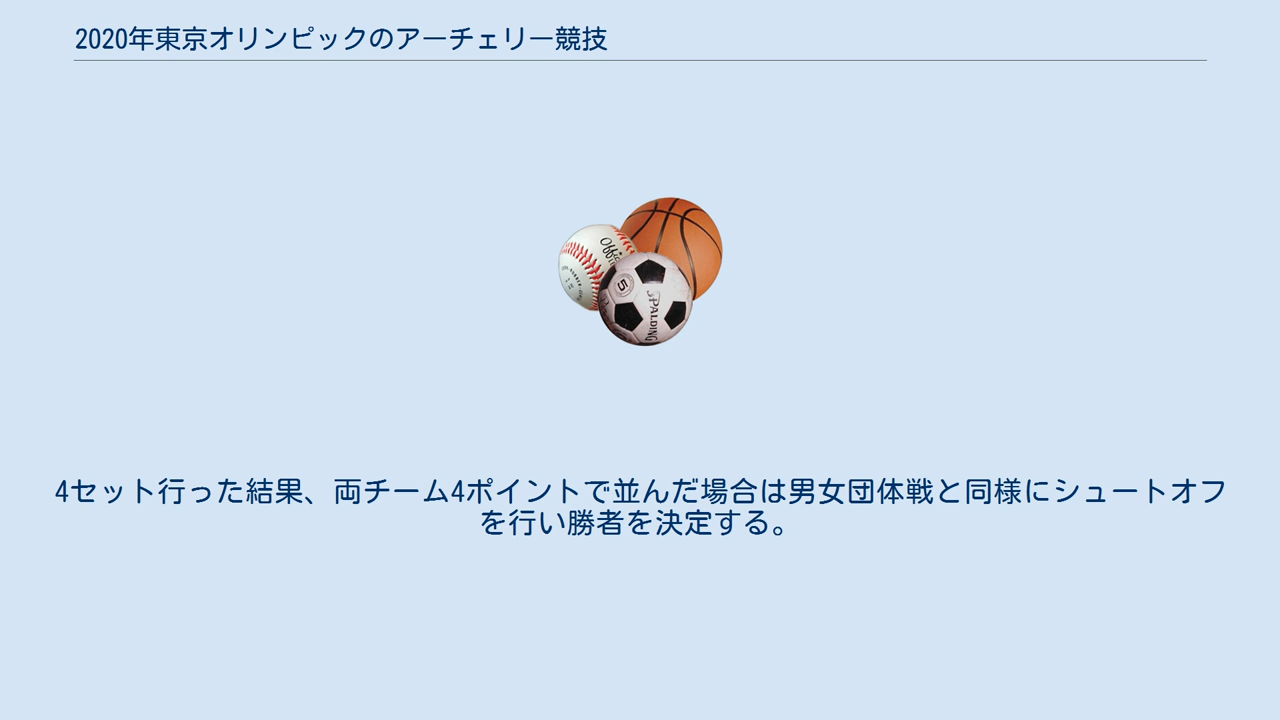 2020年東京オリンピックのアーチェリー競技
Offici
5
SPALDING
4セット行った結果、両チーム4ポイントで並んだ場合は男女団体戦と同様にシュートオフ
を行い勝者を決定する。